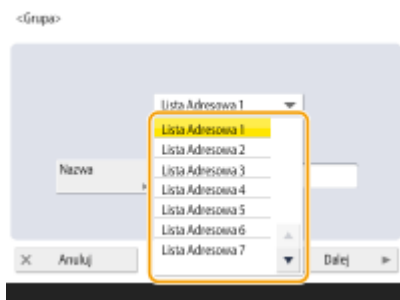 <Grupa>
Lista Adresowa 1
Lista Adresowa 1
Lista Adresowa 2
Nazwa
Lista Adresowa 3
Lista Adresowa 4
Lista Adresowa 5
Lista Adresowa 6
Lista Adresowa 7
Anuluj
Dalej